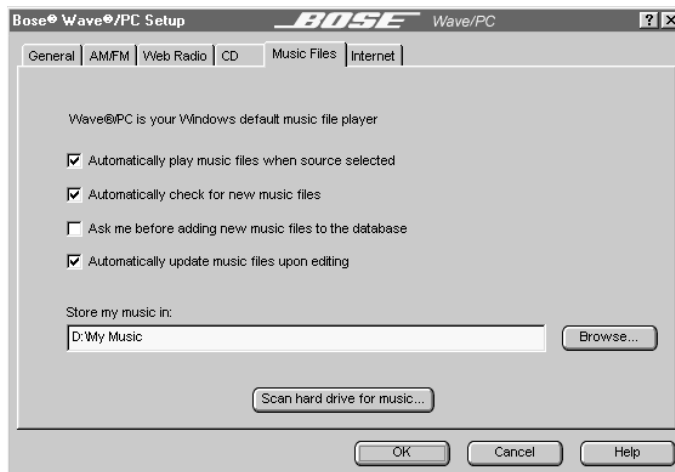 Bose® Wave®/PC Setup BOSE Wave/PC ? X
General AM/FM Web Radio CD Music Files Internet
Wave®/PC is your Windows default music file player
Automatically play music files when source selected
Automatically check for new music files
Ask me before adding new music files to the database
Automatically update music files upon editing
Store my music in:
D:\My Music Browse...
Scan hard drive for music...
OK Cancel Help